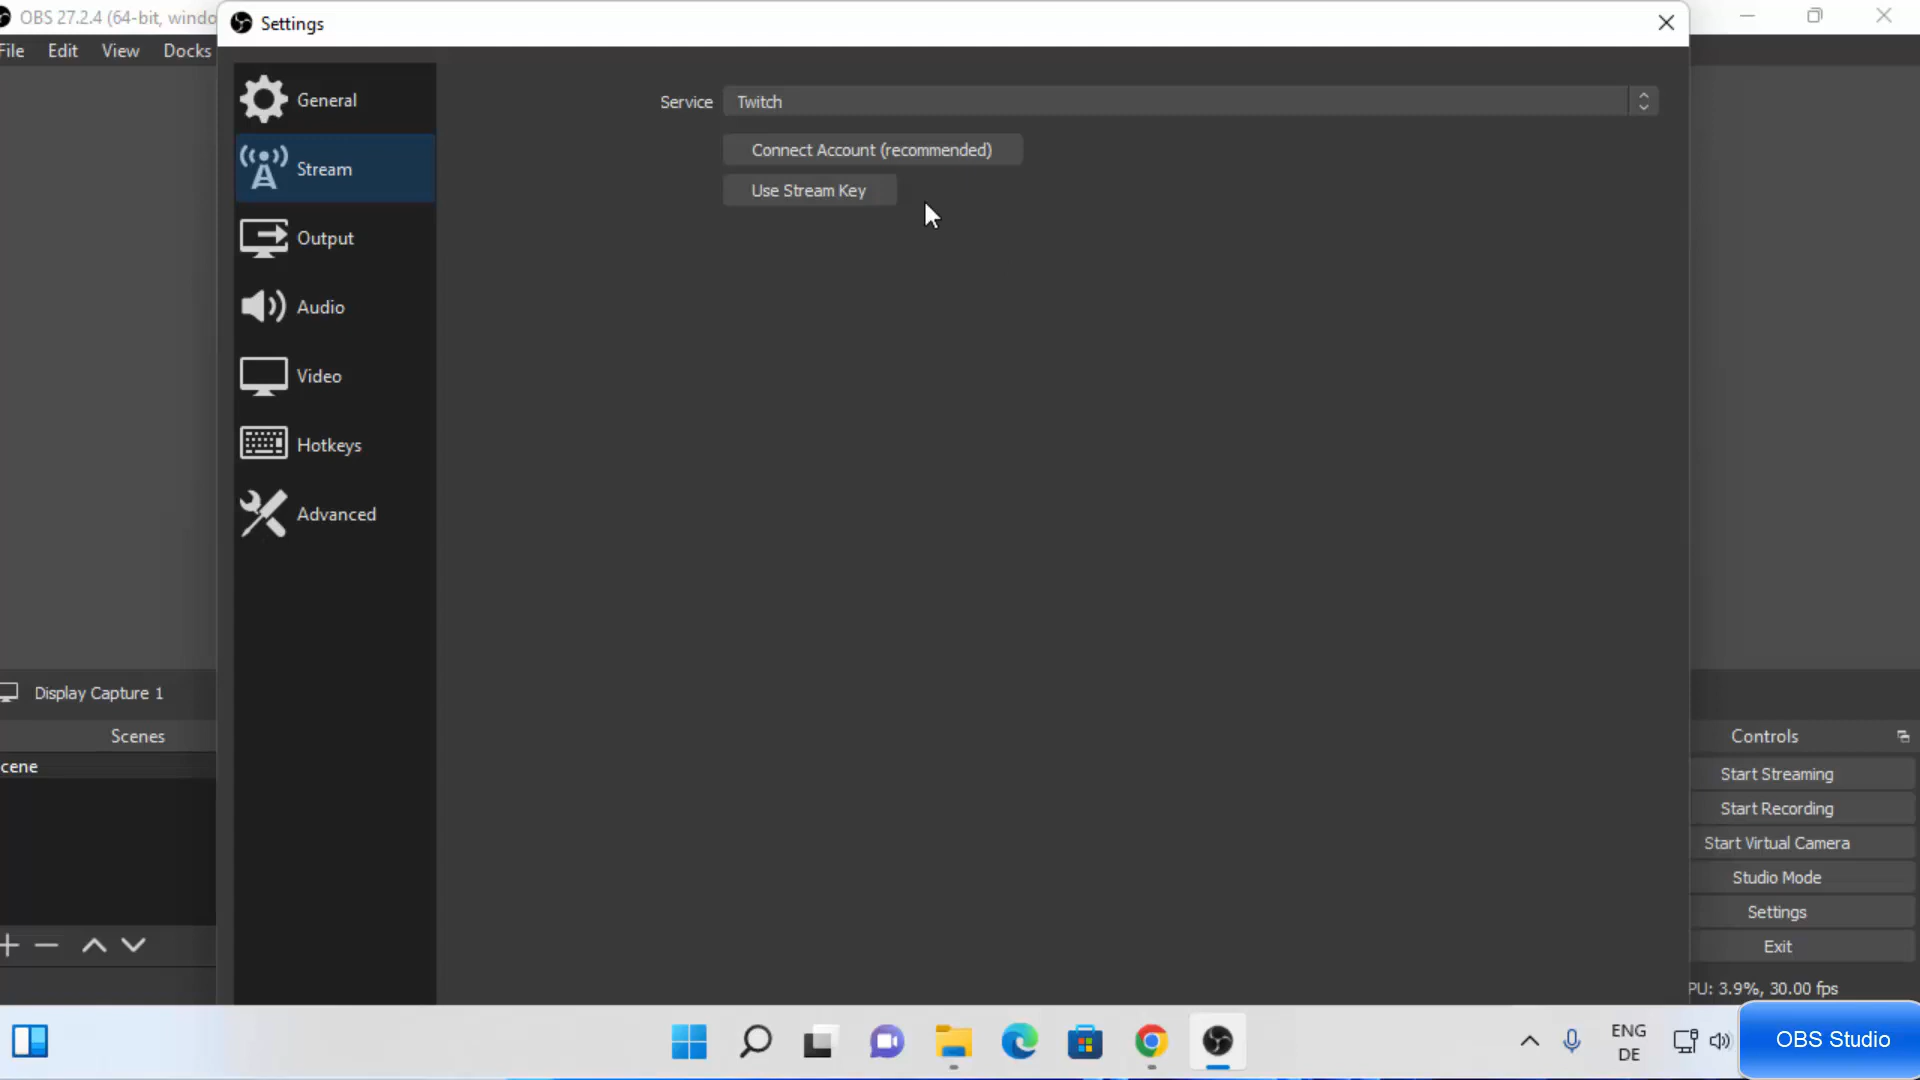 OBS 27.2.4 (64-bit, windo
Settings
File Edit View Docks
General
Stream
Output
Audio
Video
Hotkeys
Advanced
Service Twitch
Connect Account (recommended)
Use Stream Key
Display Capture 1
Scenes
cene
Controls
Start Streaming
Start Recording
Start Virtual Camera
Studio Mode
Settings
Exit
PU: 3.9%, 30.00 fps
ENG
DE
OBS Studio